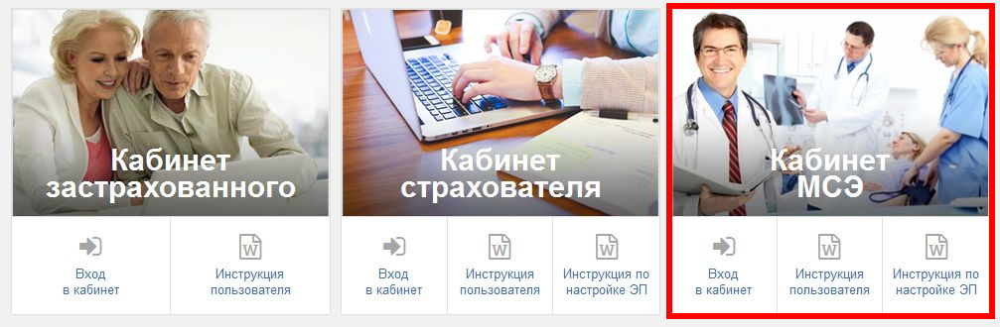 Кабинет
застрахованного
Вход
в кабинет
Инструкция
пользователя
Кабинет
страхователя
Вход
в кабинет
Инструкция
пользователя
Инструкция по
настройке ЭП
Кабинет
МСЭ
Вход
в кабинет
Инструкция
пользователя
Инструкция по
настройке ЭП